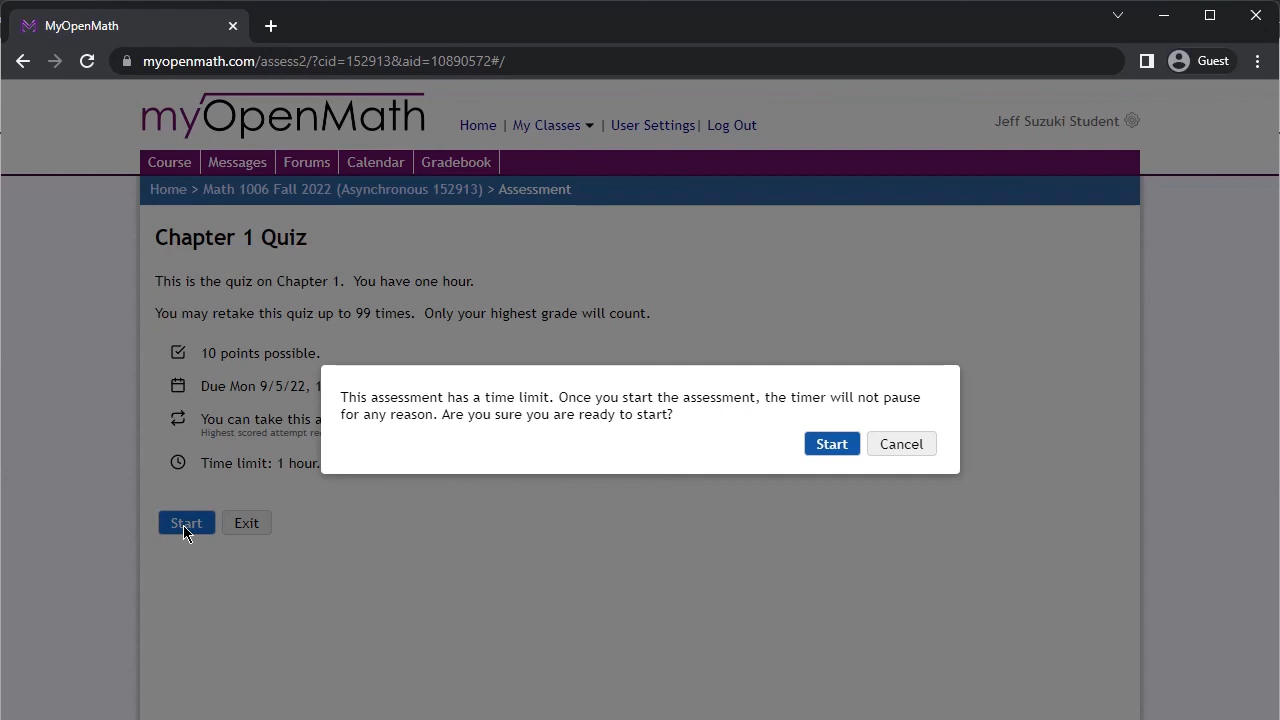 MyOpenMath
myopenmath.com/assess2/?cid=152913&aid=10890572#/
Guest
myOpenMath
Home | My Classes | User Settings| Log Out
Jeff Suzuki Student
Course Messages Forums Calendar Gradebook
Home > Math 1006 Fall 2022 (Asynchronous 152913) > Assessment
Chapter 1 Quiz
This is the quiz on Chapter 1. You have one hour.
You may retake this quiz up to 99 times. Only your highest grade will count.
10 points possible.
Due Mon 9/5/22, 1
You can take this a
Highest scored attempt re
Time limit: 1 hour.
This assessment has a time limit. Once you start the assessment, the timer will not pause
for any reason. Are you sure you are ready to start?
Start Cancel
Start Exit